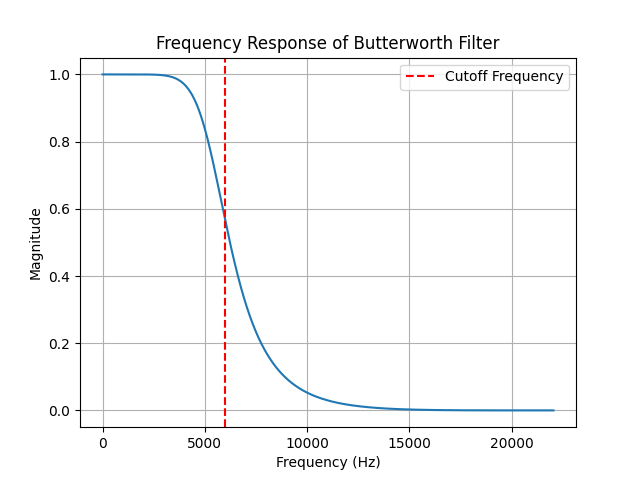 Frequency Response of Butterworth Filter
Cutoff Frequency
1.0
0.8
0.6
0.4
0.2
0.0
Magnitude
0 5000 10000 15000 20000
Frequency (Hz)